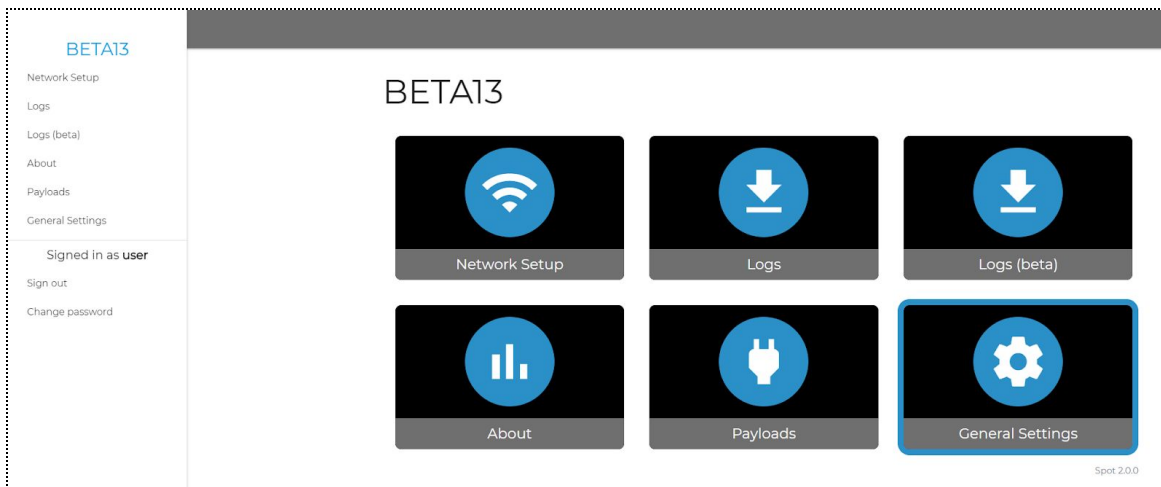 BETA13
Network Setup
Logs
Logs (beta)
About
Payloads
General Settings
Signed in as user
Sign out
Change password
BETA13
Network Setup
Logs
Logs (beta)
About
Payloads
General Settings
Spot 2.0.0